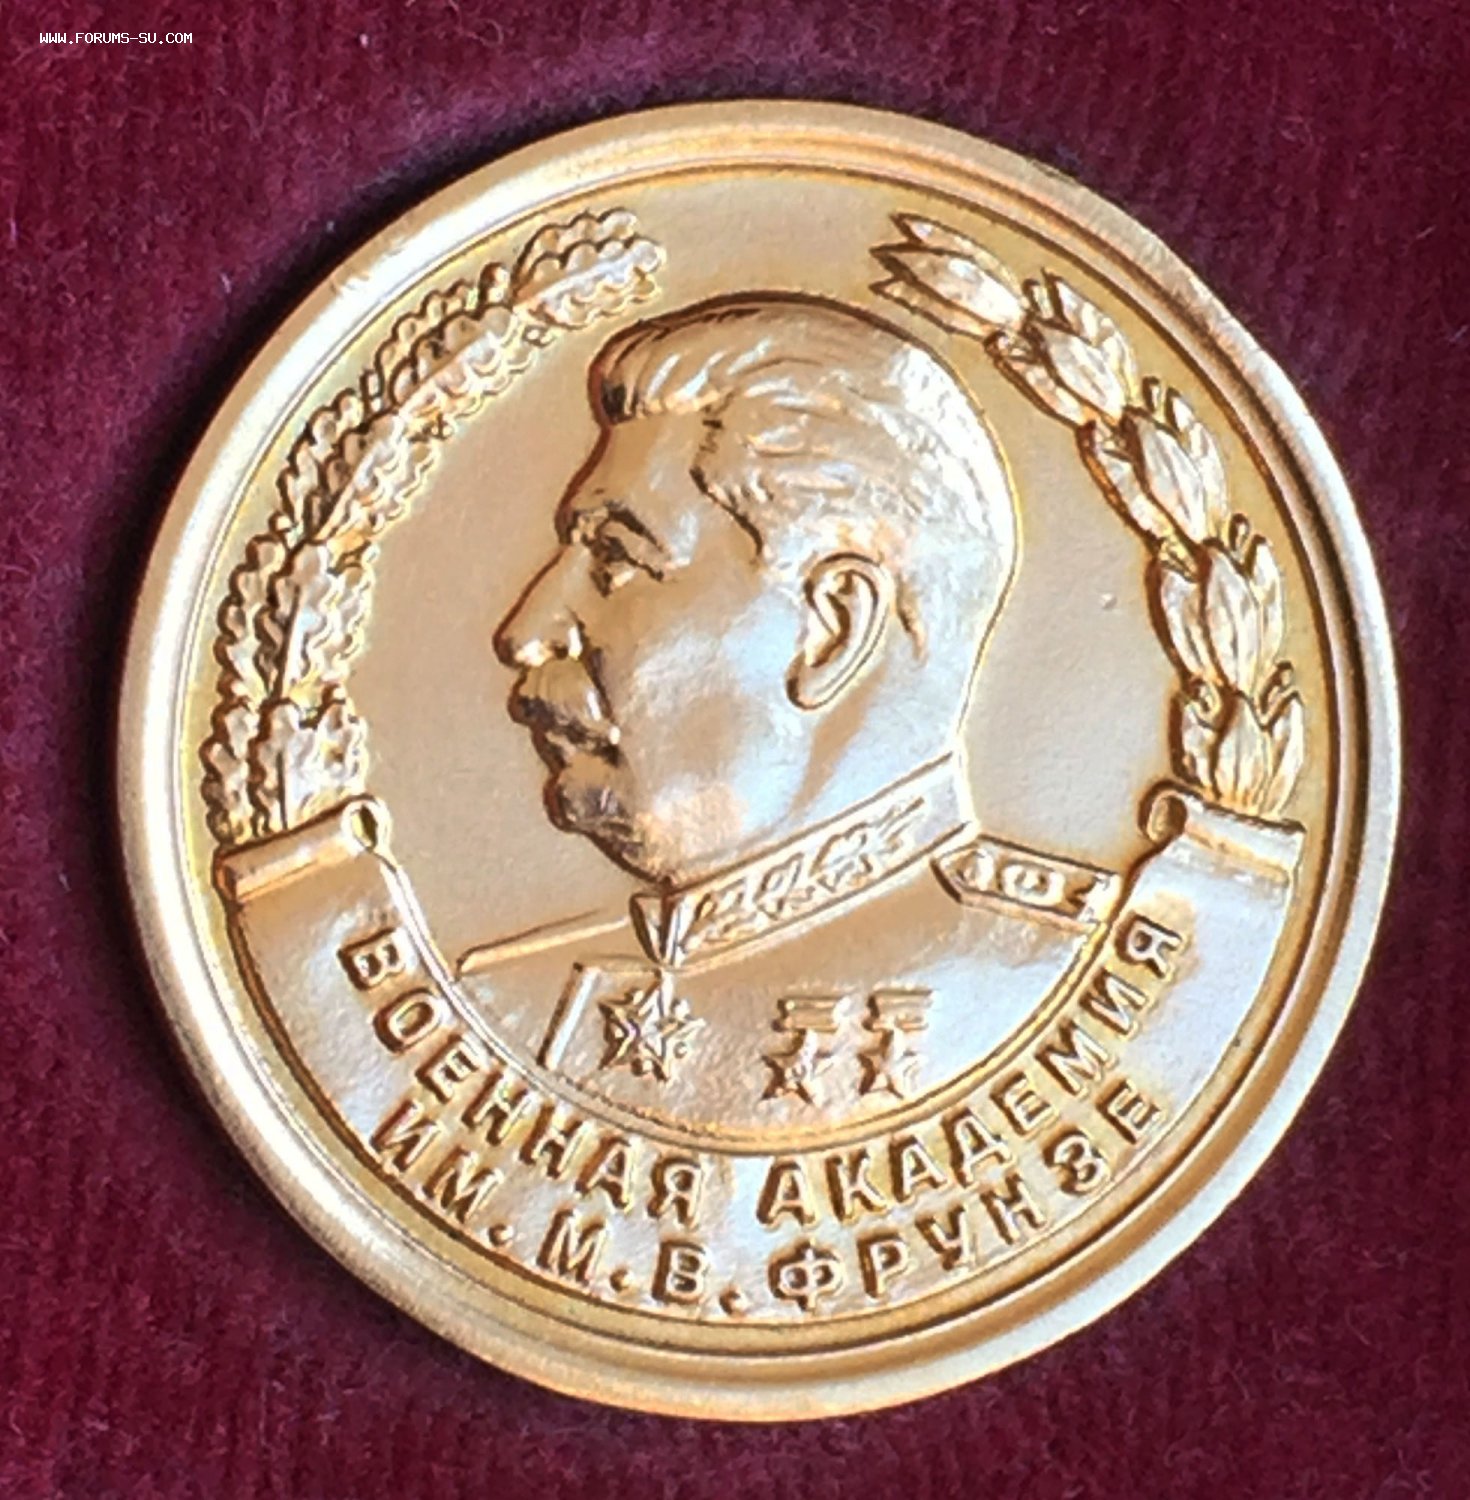 WWW.FORUMS-SU.COM
ВОЕННАЯ АКАДЕМИЯ
ИМ. М. В. ФРУНЗЕ